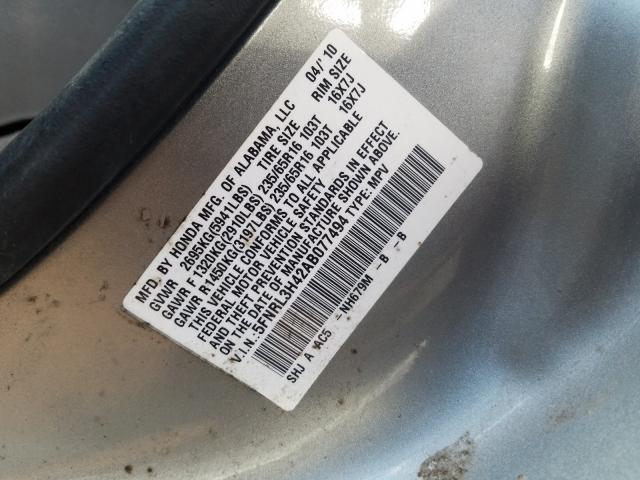 MFD. BY HONDA MFG. OF ALABAMA, LLC 04/'10
GVWR 2695KG(5941LBS) TIRE SIZE RIM SIZE
GAWR F 1320KG(2910LBS) 235/65R16 103T 16X7J
GAWR R 1450KG(3197LBS) 235/65R16 103T 16X7J
THIS VEHICLE CONFORMS TO ALL APPLICABLE
FEDERAL MOTOR VEHICLE SAFETY
AND THEFT PREVENTION STANDARDS IN EFFECT
ON THE DATE OF MANUFACTURE SHOWN ABOVE.
V.I.N.:5FNRL3H42AB077494 TYPE: MPV
SHJ A AC5 NH679M -B -B